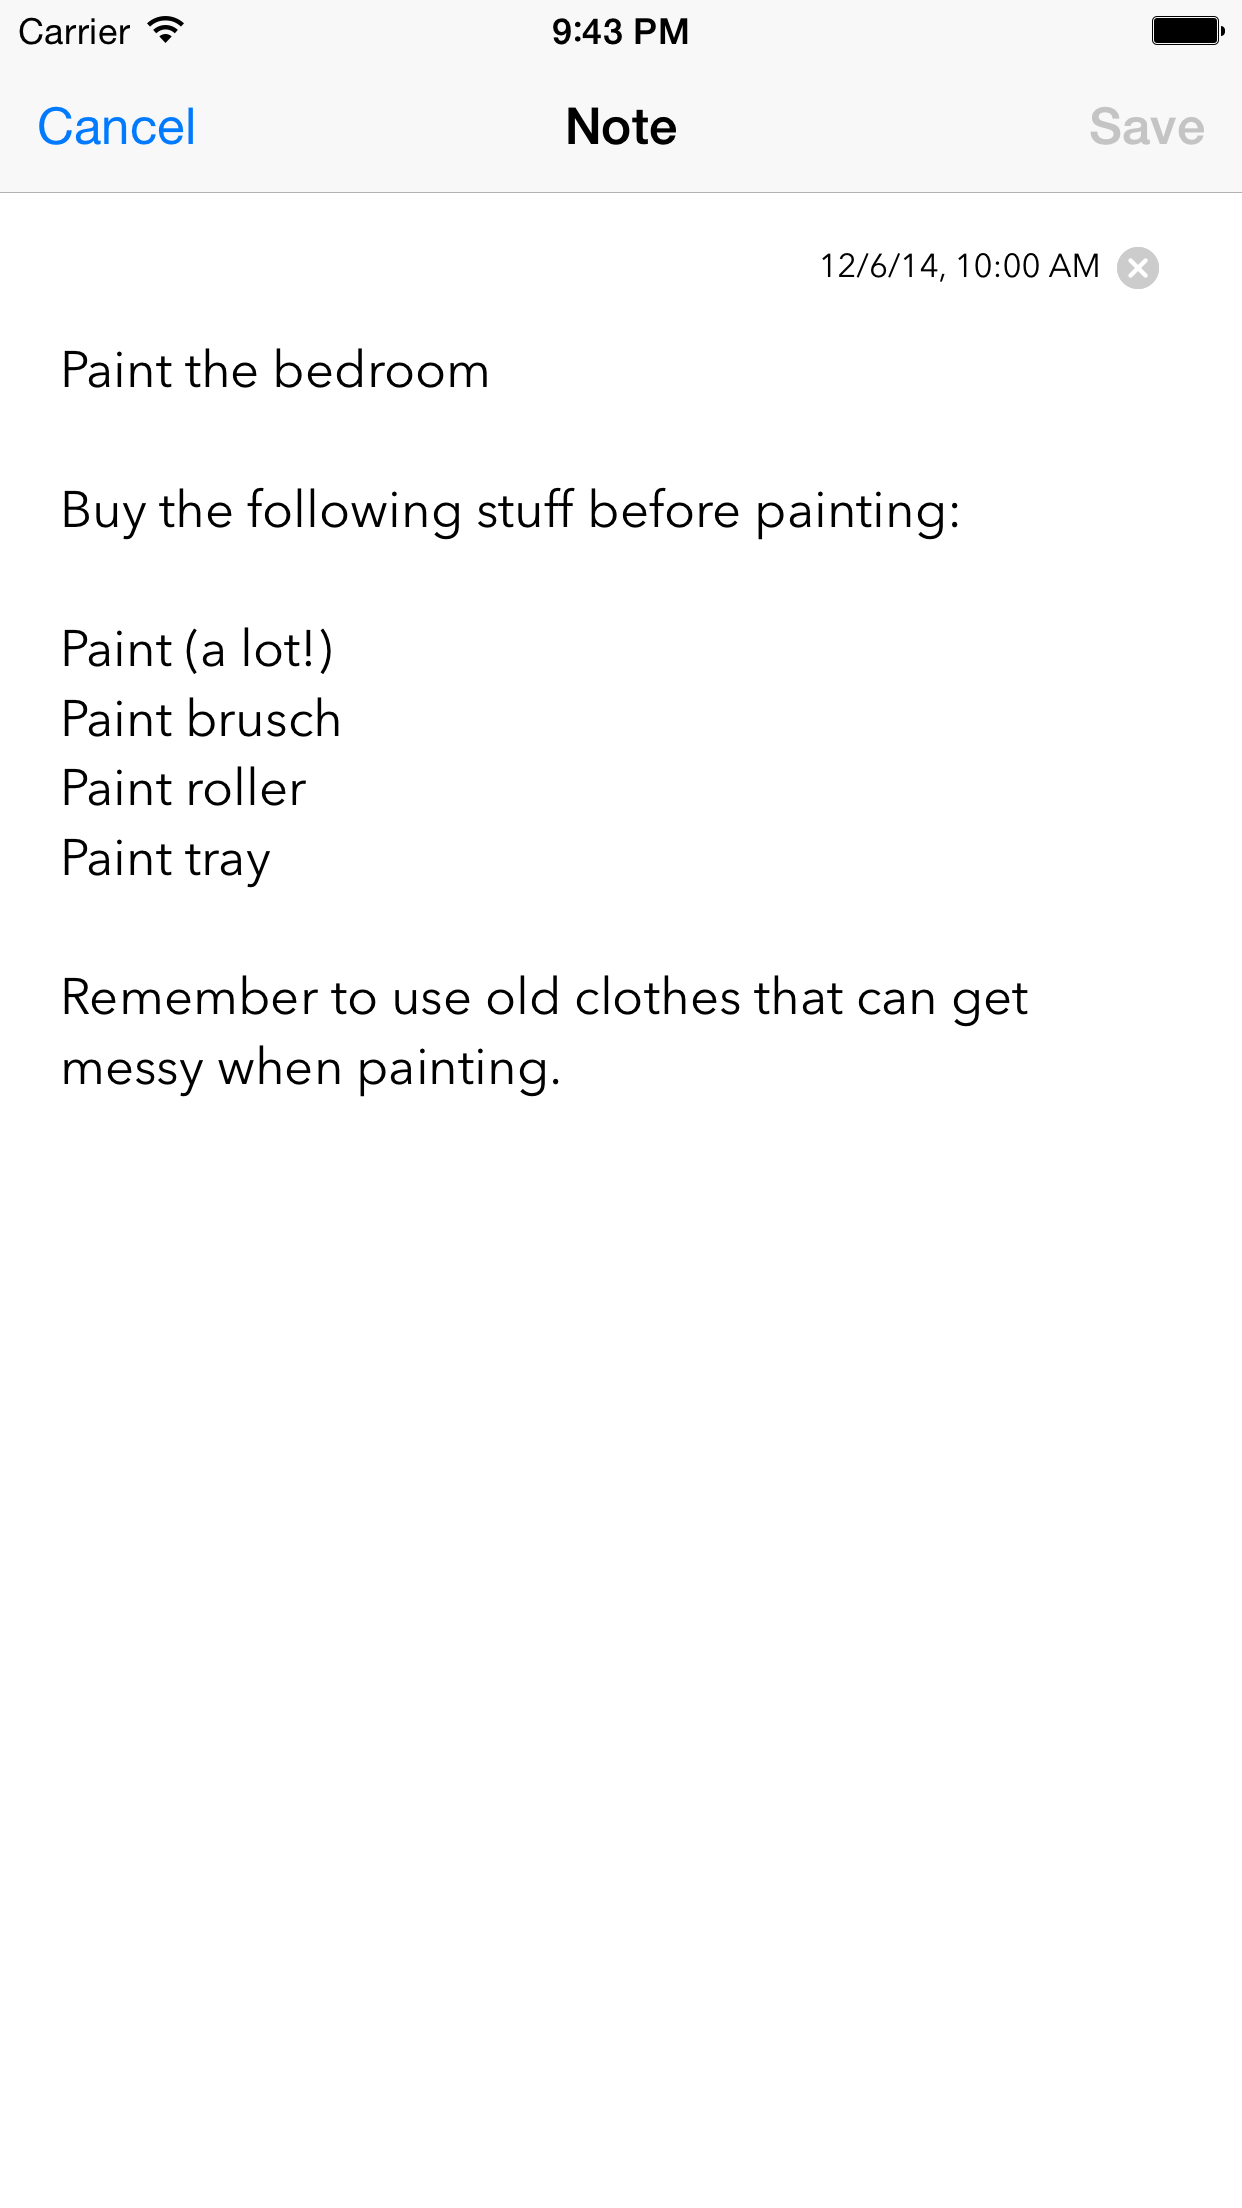 Carrier
9:43 PM
Cancel
Note
Save
12/6/14, 10:00 AM
Paint the bedroom
Buy the following stuff before painting:
Paint (a lot!)
Paint brusch
Paint roller
Paint tray
Remember to use old clothes that can get
messy when painting.